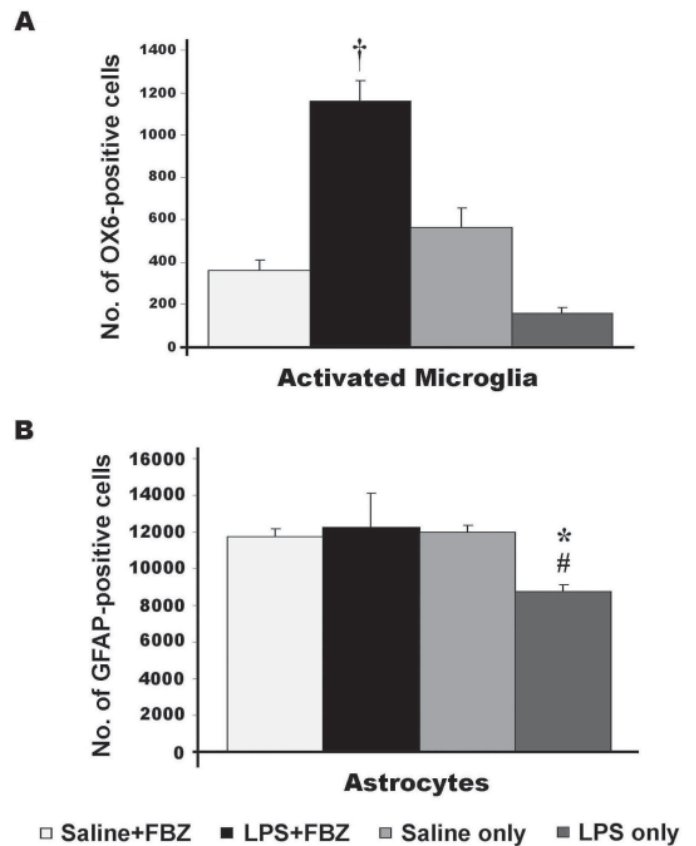 A
No. of OX6-positive cells
1400
1200
1000
800
600
400
200
0
†
Activated Microglia
B
No. of GFAP-positive cells
16000
14000
12000
10000
8000
6000
4000
2000
0
*
#
Astrocytes
Saline+FBZ LPS+FBZ Saline only LPS only